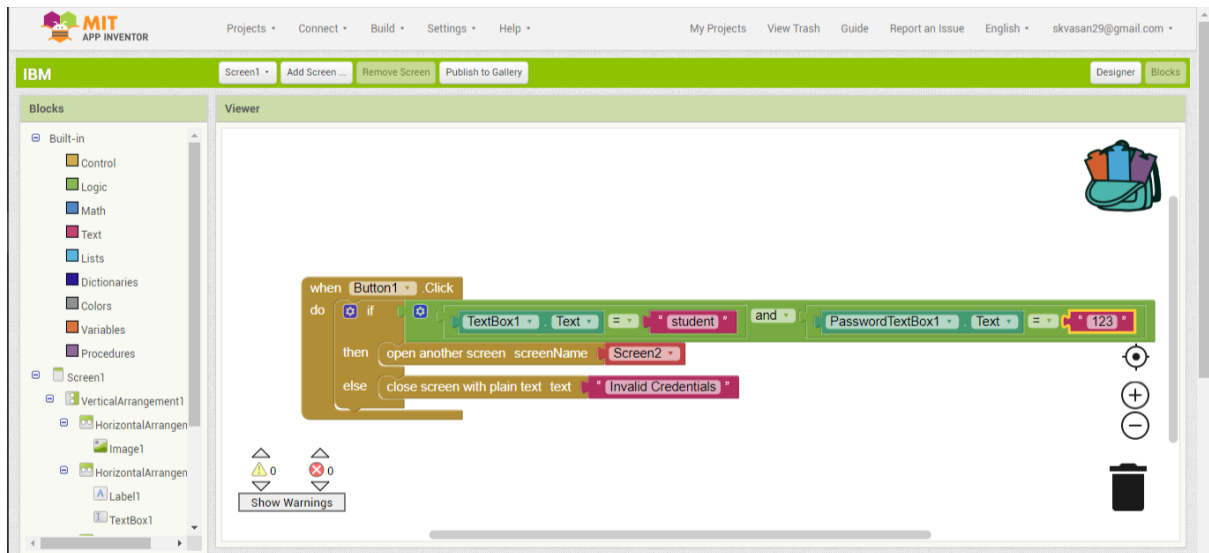 MIT
APP INVENTOR
Projects Connect Build Settings Help My Projects View Trash Guide Report an Issue English skvasan29@gmail.com
IBM Screen1 Add Screen ... Remove Screen Publish to Gallery Designer Blocks
Blocks Viewer
Built-in
Control
Logic
Math
Text
Lists
Dictionaries
Colors
Variables
Procedures
Screen1
VerticalArrangement1
HorizontalArrangen
Image1
HorizontalArrangen
Label1
TextBox1
when Button1 .Click
do if TextBox1 . Text = " student " and PasswordTextBox1 . Text = " 123 "
then open another screen screenName Screen2
else close screen with plain text text " Invalid Credentials "
0 0
Show Warnings